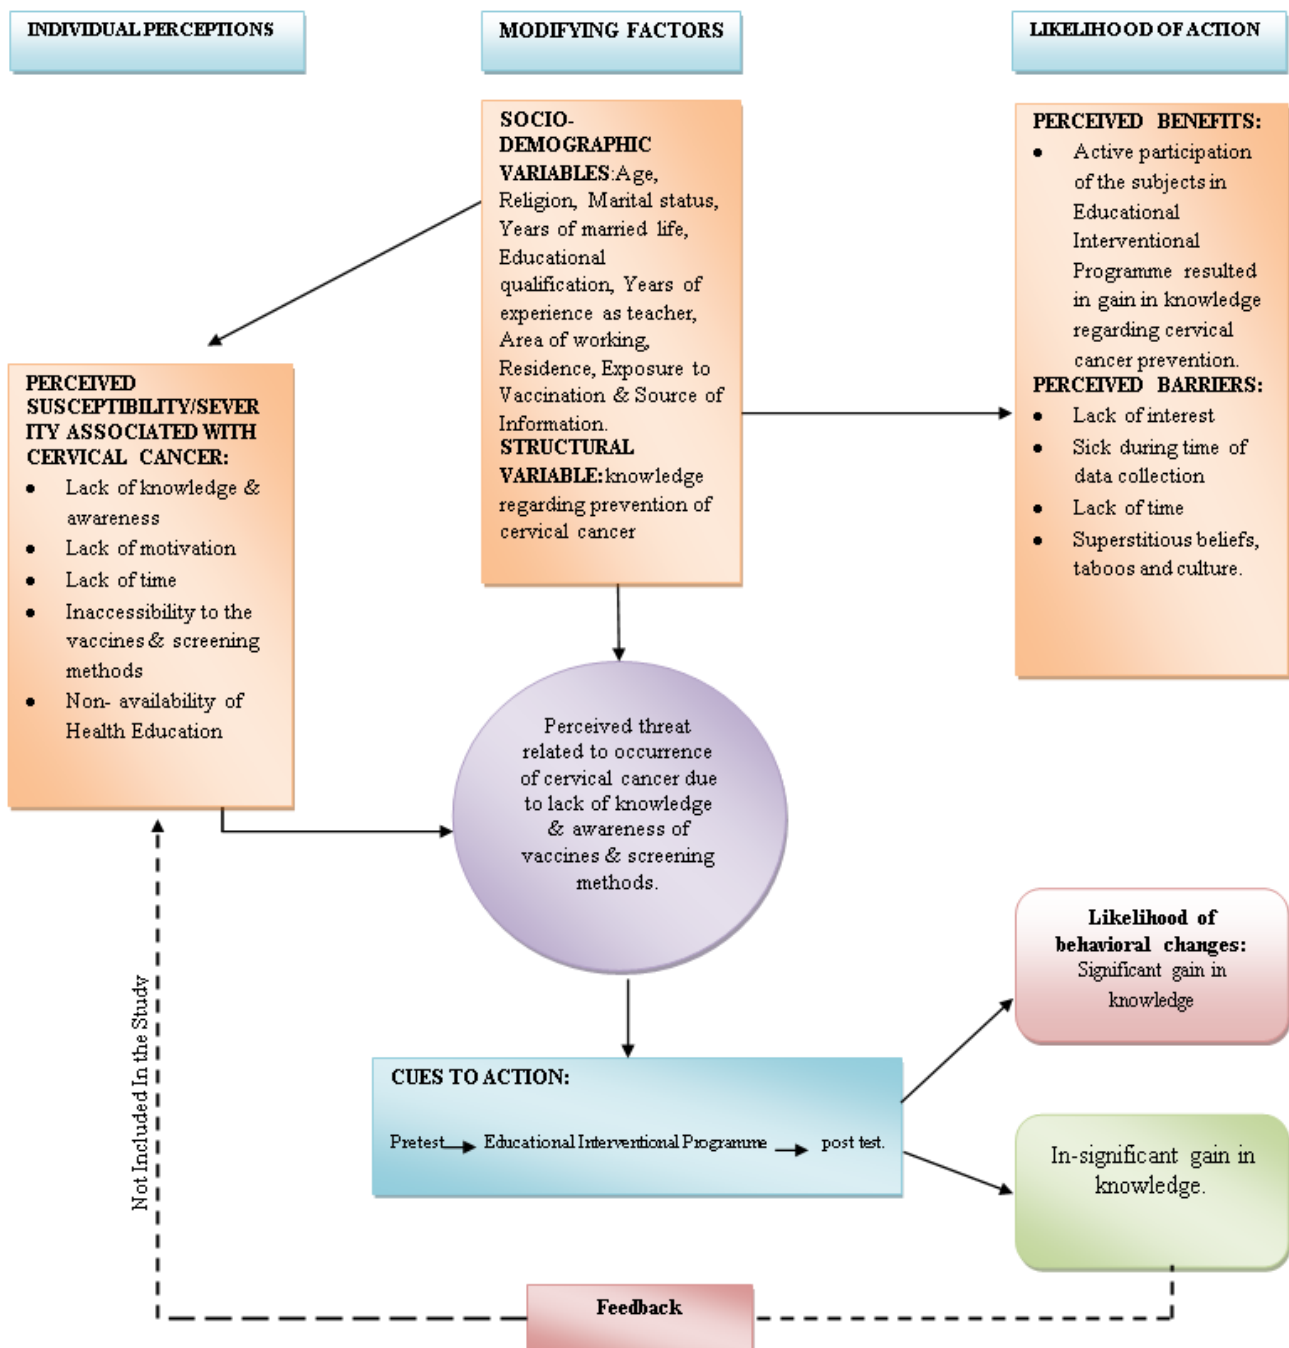 INDIVIDUAL PERCEPTIONS
MODIFYING FACTORS
LIKELIHOOD OF ACTION
SOCIO-
DEMOGRAPHIC
VARIABLES:Age,
Religion, Marital status,
Years of married life,
Educational
qualification, Years of
experience as teacher,
Area of working,
Residence, Exposure to
Vaccination & Source of
Information.
STRUCTURAL
VARIABLE: knowledge
regarding prevention of
cervical cancer
PERCEIVED BENEFITS:
● Active participation
of the subjects in
Educational
Interventional
Programme resulted
in gain in knowledge
regarding cervical
cancer prevention.
PERCEIVED BARRIERS:
● Lack of interest
● Sick during time of
data collection
● Lack of time
● Superstitious beliefs,
taboos and culture.
PERCEIVED
SUSCEPTIBILITY/SEVER
ITY ASSOCIATED WITH
CERVICAL CANCER:
● Lack of knowledge &
awareness
● Lack of motivation
● Lack of time
● Inaccessibility to the
vaccines & screening
methods
● Non- availability of
Health Education
Perceived threat
related to occurrence
of cervical cancer due
to lack of knowledge
& awareness of
vaccines & screening
methods.
Not Included In the Study
CUES TO ACTION:
Pretest Educational Interventional Programme post test.
Likelihood of
behavioral changes:
Significant gain in
knowledge
In-significant gain in
knowledge.
Feedback